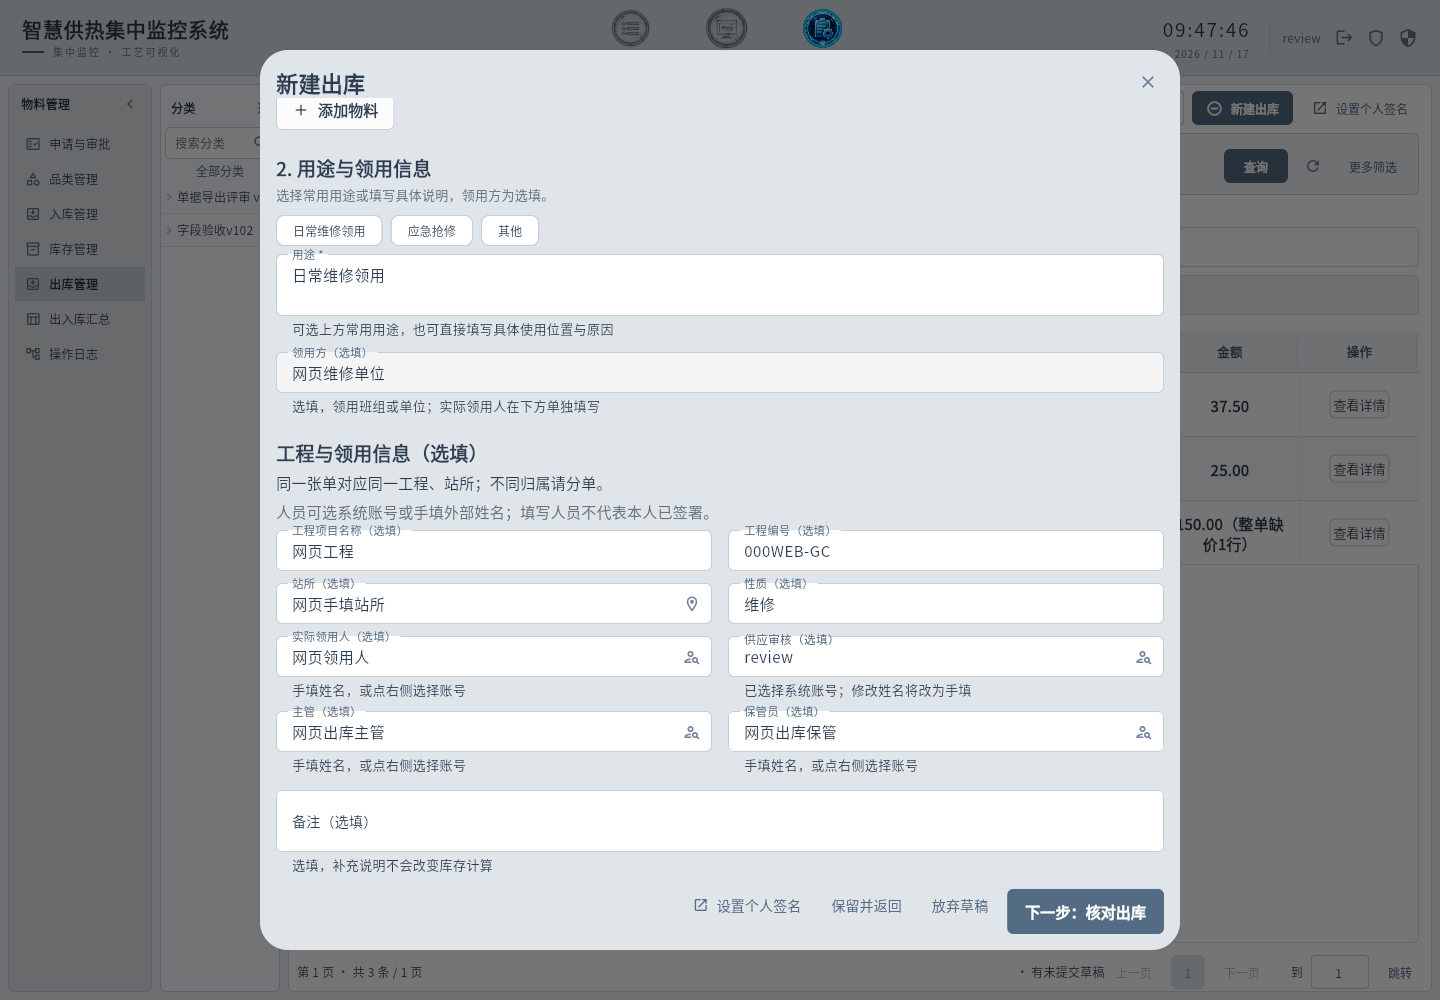 智慧供热集中监控系统
集中监控 · 工艺可视化
09:47:46
2026 / 11 / 17
review
物料管理
申请与审批
品类管理
入库管理
库存管理
出库管理
出入库汇总
操作日志
分类
搜索分类
全部分类
单据导出评审 v
字段验收v102
新建出库
设置个人签名
查询
更多筛选
金额
操作
37.50
查看详情
25.00
查看详情
150.00（整单缺
价1行）
查看详情
新建出库
添加物料
2. 用途与领用信息
选择常用用途或填写具体说明，领用方为选填。
日常维修领用
应急抢修
其他
用途 *
日常维修领用
可选上方常用用途，也可直接填写具体使用位置与原因
领用方（选填）
网页维修单位
选填，领用班组或单位；实际领用人在下方单独填写
工程与领用信息（选填）
同一张单对应同一工程、站所；不同归属请分单。
人员可选系统账号或手填外部姓名；填写人员不代表本人已签署。
工程项目名称（选填）
网页工程
工程编号（选填）
000WEB-GC
站所（选填）
网页手填站所
性质（选填）
维修
实际领用人（选填）
网页领用人
手填姓名，或点右侧选择账号
供应审核（选填）
review
已选择系统账号；修改姓名将改为手填
主管（选填）
网页出库主管
手填姓名，或点右侧选择账号
保管员（选填）
网页出库保管
手填姓名，或点右侧选择账号
备注（选填）
选填，补充说明不会改变库存计算
设置个人签名
保留并返回
放弃草稿
下一步：核对出库
第 1 页 · 共 3 条 / 1 页
· 有未提交草稿
上一页
1
下一页
到
1
跳转